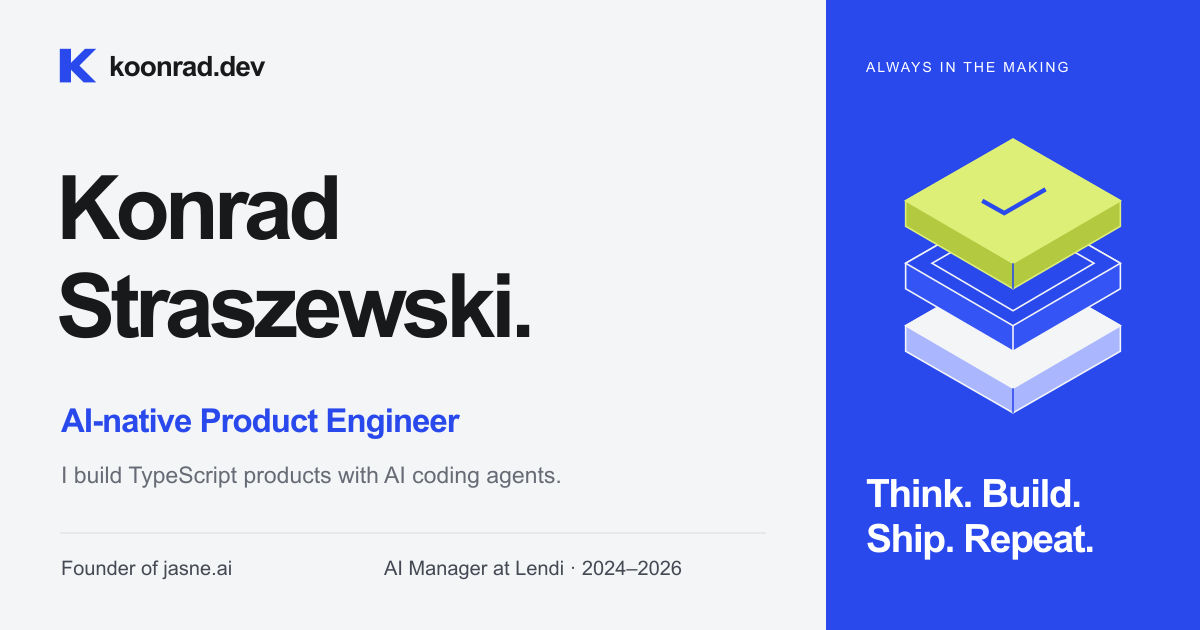 koonrad.dev
Konrad
Straszewski.
AI-native Product Engineer
I build TypeScript products with AI coding agents.
Founder of jasne.ai
AI Manager at Lendi · 2024–2026
ALWAYS IN THE MAKING
Think. Build.
Ship. Repeat.